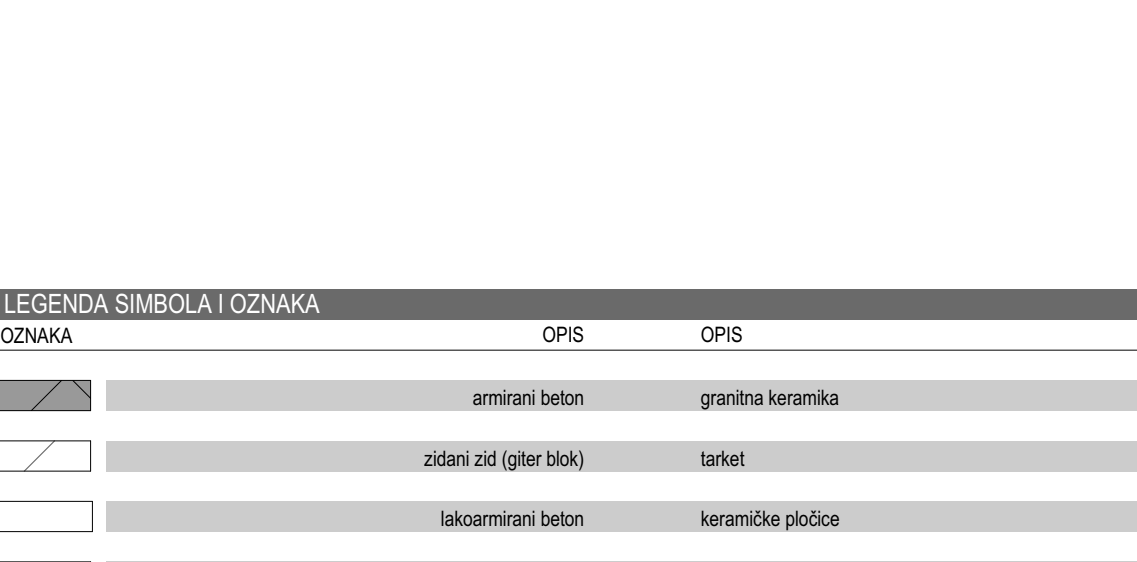 LEGENDA SIMBOLA I OZNAKA
OZNAKA OPIS OPIS
armirani beton granitna keramika
zidani zid (giter blok) tarket
lakoarmirani beton keramičke pločice